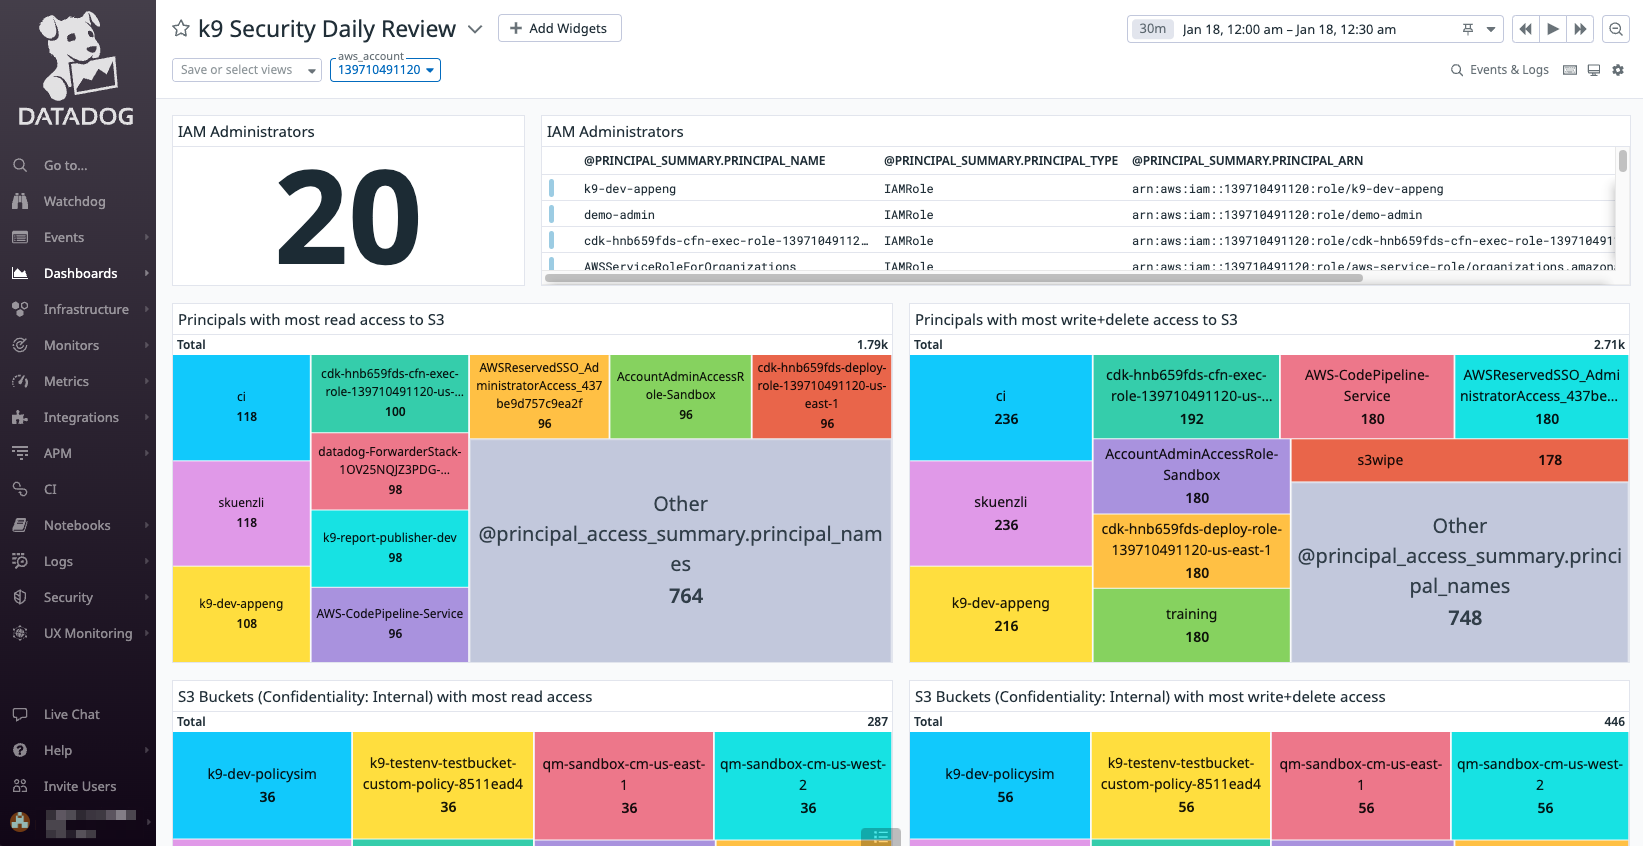 DATADOG
Go to...
Watchdog
Events
Dashboards
Infrastructure
Monitors
Metrics
Integrations
APM
CI
Notebooks
Logs
Security
UX Monitoring
Live Chat
Help
Invite Users
k9 Security Daily Review
Add Widgets
30m
Jan 18, 12:00 am – Jan 18, 12:30 am
Save or select views
aws_account
139710491120
Events & Logs
IAM Administrators
20
IAM Administrators
@PRINCIPAL_SUMMARY.PRINCIPAL_NAME @PRINCIPAL_SUMMARY.PRINCIPAL_TYPE @PRINCIPAL_SUMMARY.PRINCIPAL_ARN
k9-dev-appeng IAMRole arn:aws:iam::139710491120:role/k9-dev-appeng
demo-admin IAMRole arn:aws:iam::139710491120:role/demo-admin
cdk-hnb659fds-cfn-exec-role-13971049112… IAMRole arn:aws:iam::139710491120:role/cdk-hnb659fds-cfn-exec-role-1397104911
AWSServiceRoleForOrganizations IAMRole arn:aws:iam::139710491120:role/aws-service-role/organizations.amazon
Principals with most read access to S3
Total 1.79k
ci
118
skuenzli
118
k9-dev-appeng
108
cdk-hnb659fds-cfn-exec-
role-139710491120-us-...
100
datadog-ForwarderStack-
1OV25NQJZ3PDG-...
98
k9-report-publisher-dev
98
AWS-CodePipeline-Service
96
AWSReservedSSO_Ad
ministratorAccess_437
be9d757c9ea2f
96
AccountAdminAccessR
ole-Sandbox
96
cdk-hnb659fds-deploy-
role-139710491120-us-
east-1
96
Other
@principal_access_summary.principal_nam
es
764
Principals with most write+delete access to S3
Total 2.71k
ci
236
skuenzli
236
k9-dev-appeng
216
cdk-hnb659fds-cfn-exec-
role-139710491120-us-...
192
AWS-CodePipeline-
Service
180
AWSReservedSSO_Admi
nistratorAccess_437be...
180
AccountAdminAccessRole-
Sandbox
180
cdk-hnb659fds-deploy-role-
139710491120-us-east-1
180
training
180
s3wipe 178
Other
@principal_access_summary.princi
pal_names
748
S3 Buckets (Confidentiality: Internal) with most read access
Total 287
k9-dev-policysim
36
k9-testenv-testbucket-
custom-policy-8511ead4
36
qm-sandbox-cm-us-east-
1
36
qm-sandbox-cm-us-west-
2
36
S3 Buckets (Confidentiality: Internal) with most write+delete access
Total 446
k9-dev-policysim
56
k9-testenv-testbucket-
custom-policy-8511ead4
56
qm-sandbox-cm-us-east-
1
56
qm-sandbox-cm-us-west-
2
56